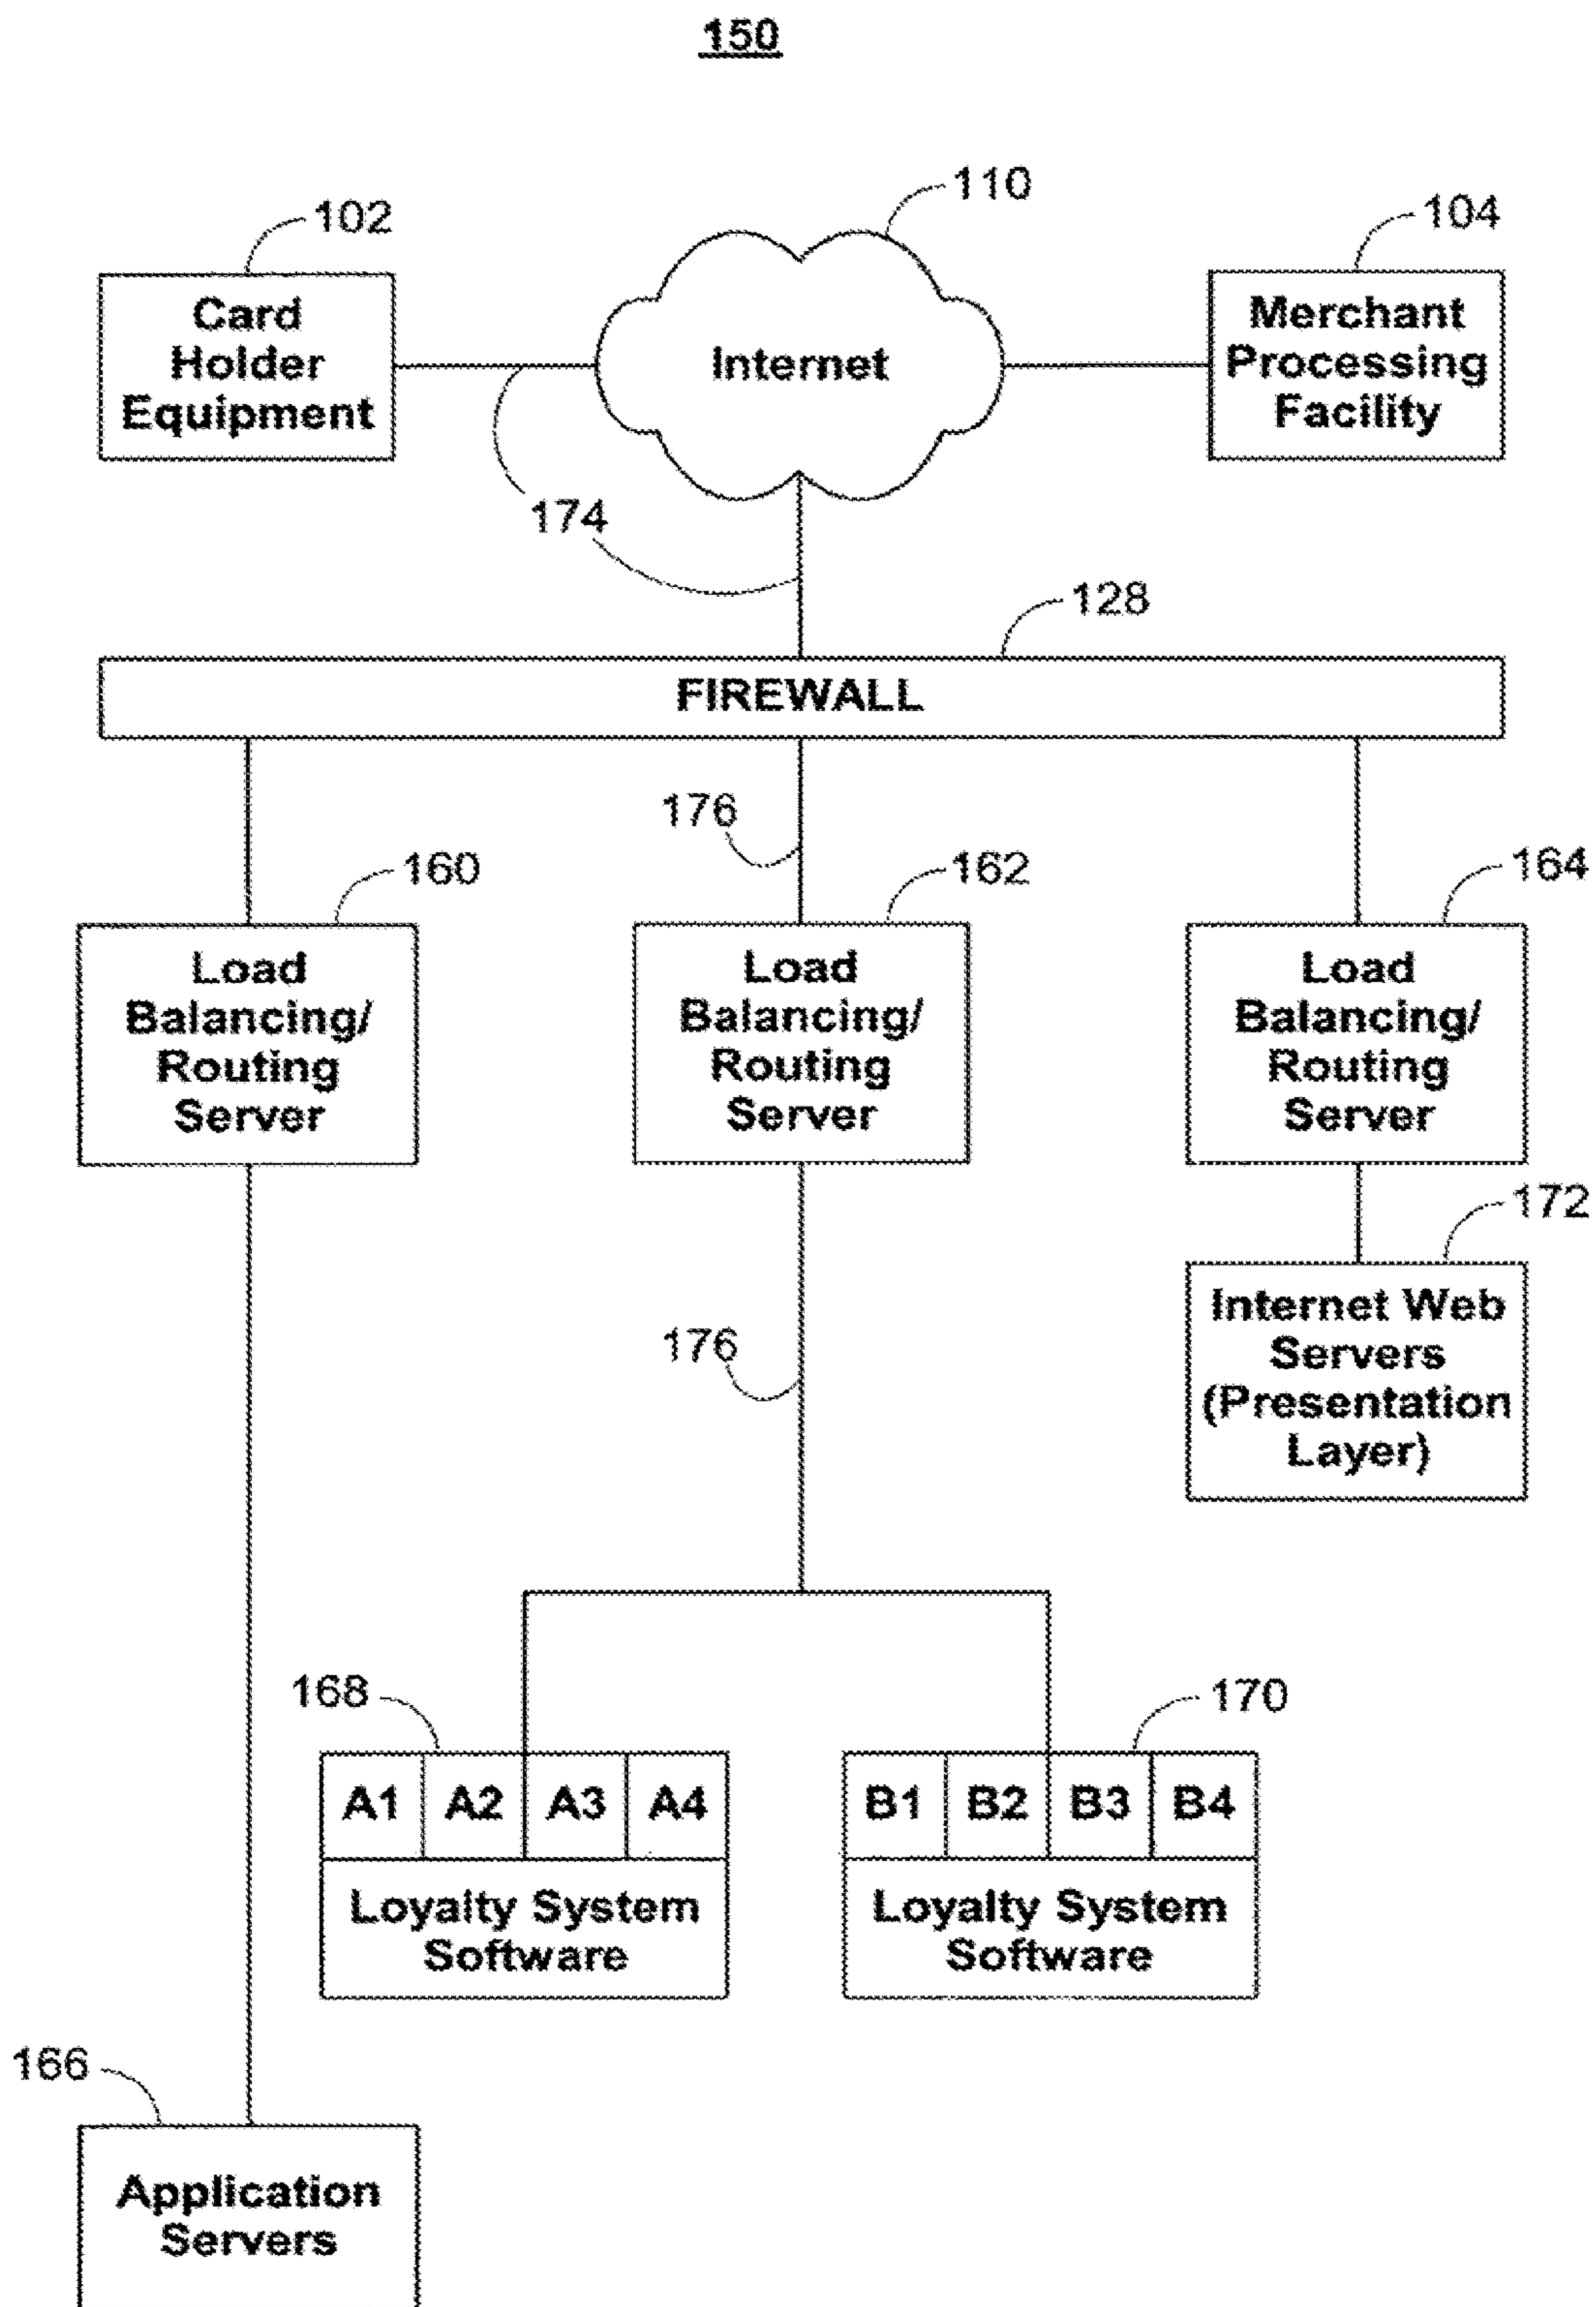 150
110
102
104
Card
Holder
Equipment
Internet
Merchant
Processing
Facility
174
128
FIREWALL
176
160
162
164
Load
Balancing/
Routing
Server
Load
Balancing/
Routing
Server
Load
Balancing/
Routing
Server
172
Internet Web
Servers
(Presentation
Layer)
176
168
170
A1 A2 A3 A4
B1 B2 B3 B4
Loyalty System
Software
Loyalty System
Software
166
Application
Servers